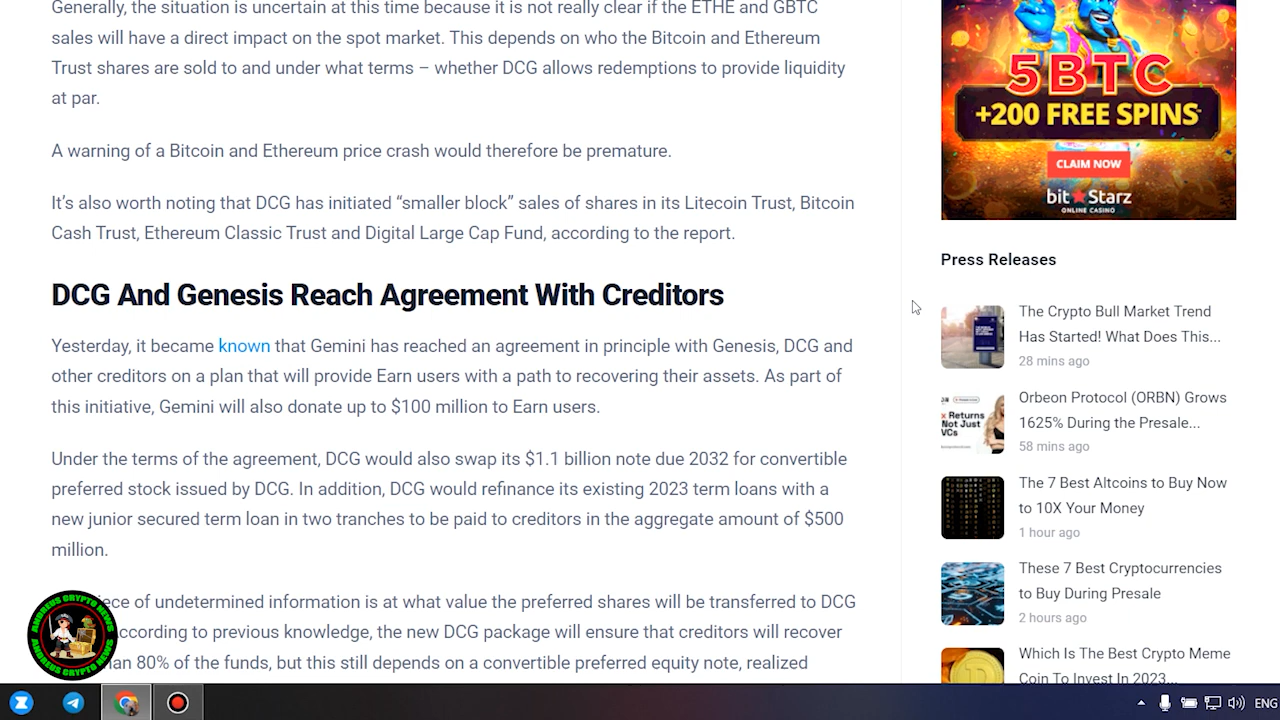 Generally, the situation is uncertain at this time because it is not really clear if the ETHE and GBTC
sales will have a direct impact on the spot market. This depends on who the Bitcoin and Ethereum
Trust shares are sold to and under what terms – whether DCG allows redemptions to provide liquidity
at par.
A warning of a Bitcoin and Ethereum price crash would therefore be premature.
It's also worth noting that DCG has initiated “smaller block” sales of shares in its Litecoin Trust, Bitcoin
Cash Trust, Ethereum Classic Trust and Digital Large Cap Fund, according to the report.
DCG And Genesis Reach Agreement With Creditors
Yesterday, it became known that Gemini has reached an agreement in principle with Genesis, DCG and
other creditors on a plan that will provide Earn users with a path to recovering their assets. As part of
this initiative, Gemini will also donate up to $100 million to Earn users.
Under the terms of the agreement, DCG would also swap its $1.1 billion note due 2032 for convertible
preferred stock issued by DCG. In addition, DCG would refinance its existing 2023 term loans with a
new junior secured term loan in two tranches to be paid to creditors in the aggregate amount of $500
million.
iece of undetermined information is at what value the preferred shares will be transferred to DCG
ccording to previous knowledge, the new DCG package will ensure that creditors will recover
an 80% of the funds, but this still depends on a convertible preferred equity note, realized
ANDREUS CRYPTO NEWS
ANDREUS CRYPTO NEWS
5BTC
+200 FREE SPINS
CLAIM NOW
bit★Starz
ONLINE CASINO
Press Releases
The Crypto Bull Market Trend
Has Started! What Does This...
28 mins ago
Returns
Not Just
VCs
Orbeon Protocol (ORBN) Grows
1625% During the Presale...
58 mins ago
The 7 Best Altcoins to Buy Now
to 10X Your Money
1 hour ago
These 7 Best Cryptocurrencies
to Buy During Presale
2 hours ago
Which Is The Best Crypto Meme
Coin To Invest In 2023...
ENG